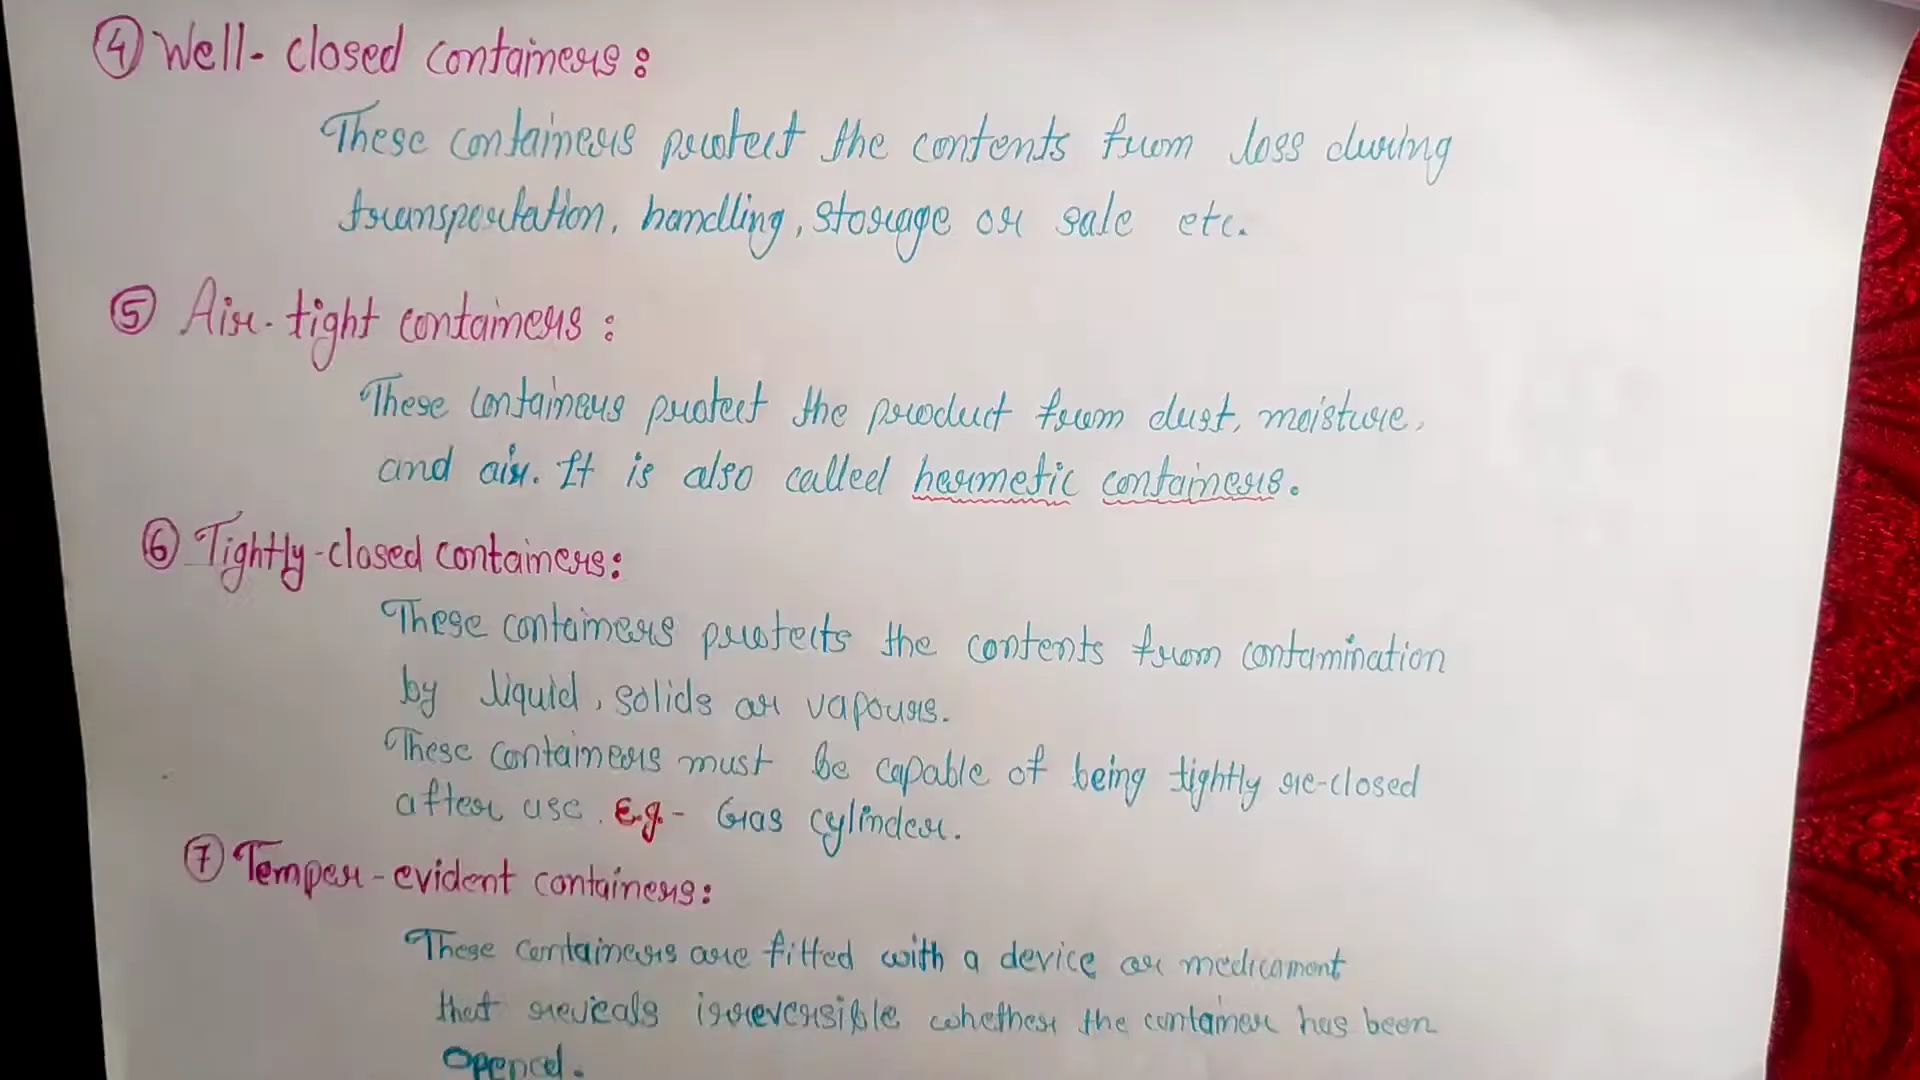 ④ Well-closed containers:
These containers protect the contents from loss during
transportation, handling, storage or sale etc.
⑤ Air-tight containers:
These containers protect the product from dust, moisture,
and air. It is also called hermetic containers.
⑥ Tightly-closed containers:
These containers protects the contents from contamination
by liquid, solids or vapours.
These containers must be capable of being tightly re-closed
after use. E.g.- Gas cylinder.
⑦ Temper-evident containers:
These containers are fitted with a device or medicament
that reveals irreversible whether the container has been
opened.